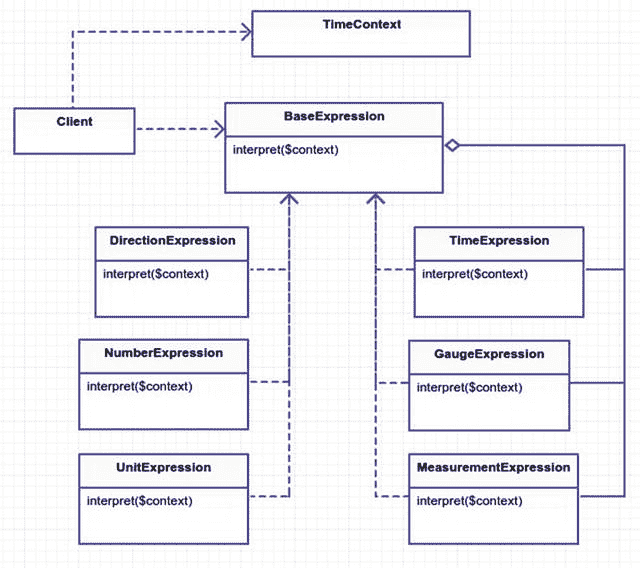 TimeContext
Client
BaseExpression
interpret($context)
DirectionExpression
interpret($context)
TimeExpression
interpret($context)
NumberExpression
interpret($context)
GaugeExpression
interpret($context)
UnitExpression
interpret($context)
MeasurementExpression
interpret($context)